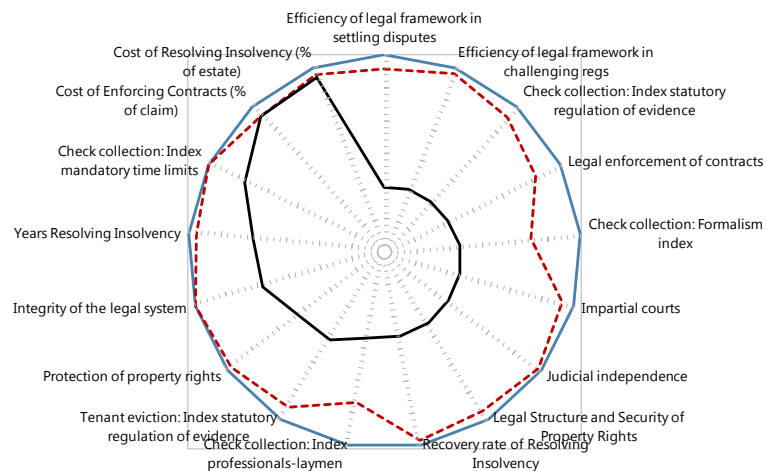 Efficiency of legal framework in
settling disputes
Efficiency of legal framework in
challenging regs
Check collection: Index statutory
regulation of evidence
Legal enforcement of contracts
Check collection: Formalism
index
Impartial courts
Judicial independence
Legal Structure and Security of
Property Rights
Recovery rate of Resolving
Insolvency
Check collection: Index
professionals-laymen
Tenant eviction: Index statutory
regulation of evidence
Protection of property rights
Integrity of the legal system
Years Resolving Insolvency
Check collection: Index
mandatory time limits
Cost of Enforcing Contracts (%
of claim)
Cost of Resolving Insolvency (%
of estate)